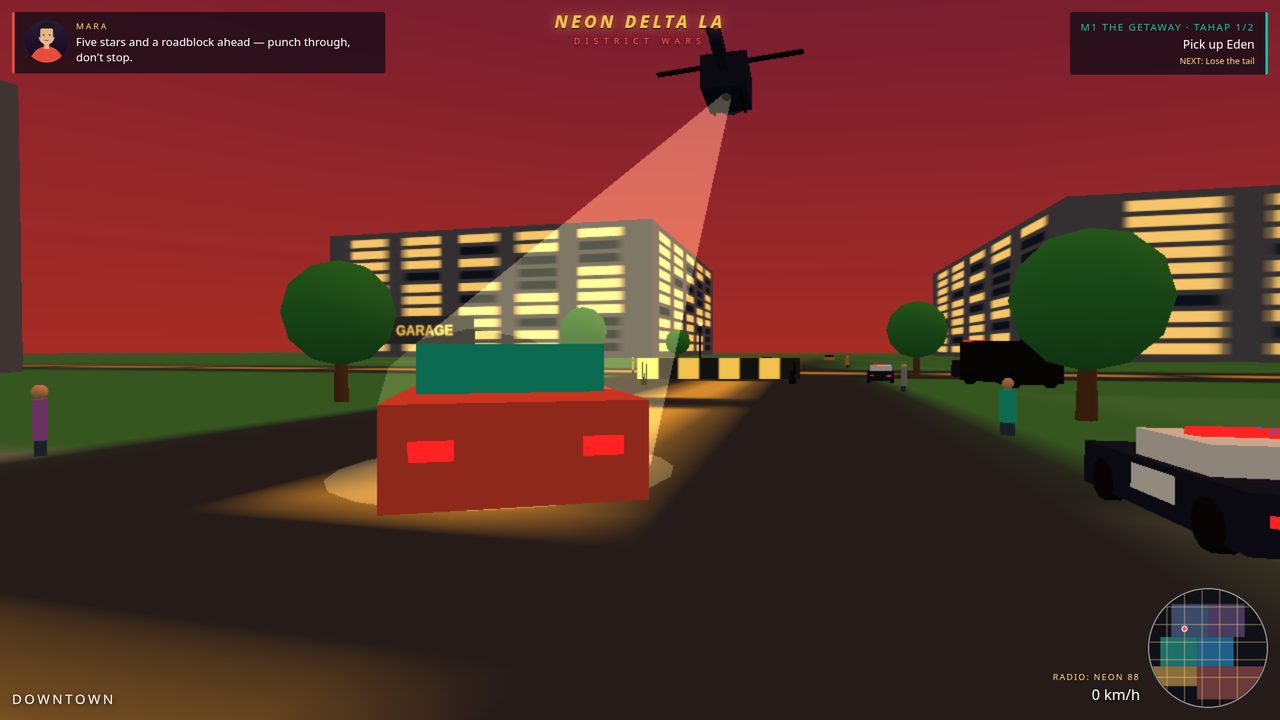 MARA
Five stars and a roadblock ahead — punch through,
don't stop.
NEON DELTA LA
DISTRICT WARS
M1 THE GETAWAY · TAHAP 1/2
Pick up Eden
NEXT: Lose the tail
GARAGE
RADIO: NEON 88
0 km/h
DOWNTOWN